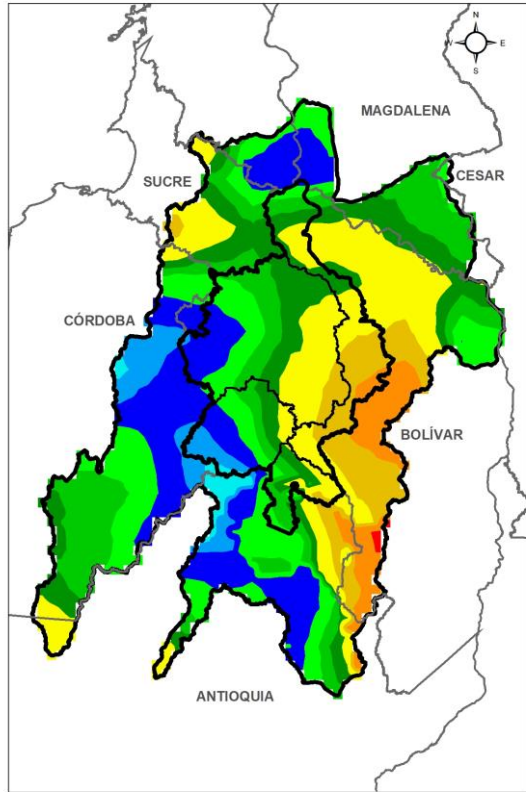 N
W E
S
MAGDALENA
CESAR
SUCRE
CÓRDOBA
BOLÍVAR
ANTIOQUIA